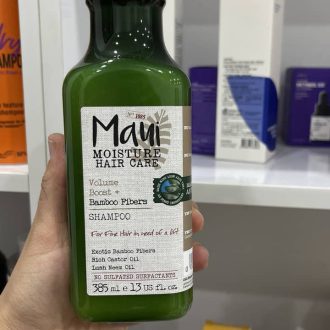 Maui
MOISTURE
HAIR CARE
Volume
Boost +
Bamboo Fibers
SHAMPOO
For Fine Hair in need of a lift
Exotic Bamboo Fibers
Rich Castor Oil
Lush Neem Oil
NO SULFATED SURFACTANTS
385 ml e 13 US fl. oz.